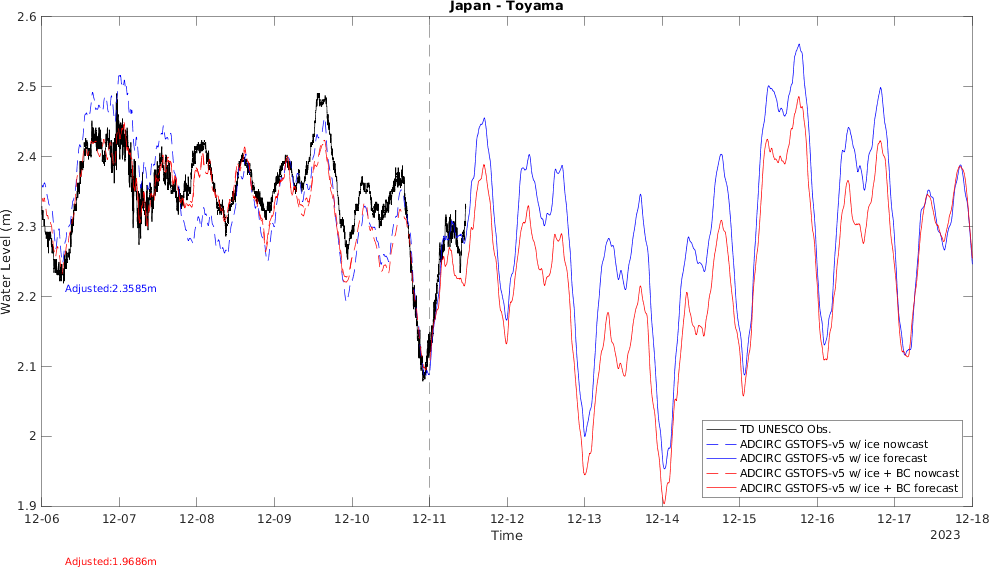 Japan - Toyama
2.6
2.5
2.4
2.3
2.2
2.1
2
1.9
Water Level (m)
Adjusted:2.3585m
TD UNESCO Obs.
ADCIRC GSTOFS-v5 w/ ice nowcast
ADCIRC GSTOFS-v5 w/ ice forecast
ADCIRC GSTOFS-v5 w/ ice + BC nowcast
ADCIRC GSTOFS-v5 w/ ice + BC forecast
12-06 12-07 12-08 12-09 12-10 12-11 12-12 12-13 12-14 12-15 12-16 12-17 12-18
Time
2023
Adjusted:1.9686m